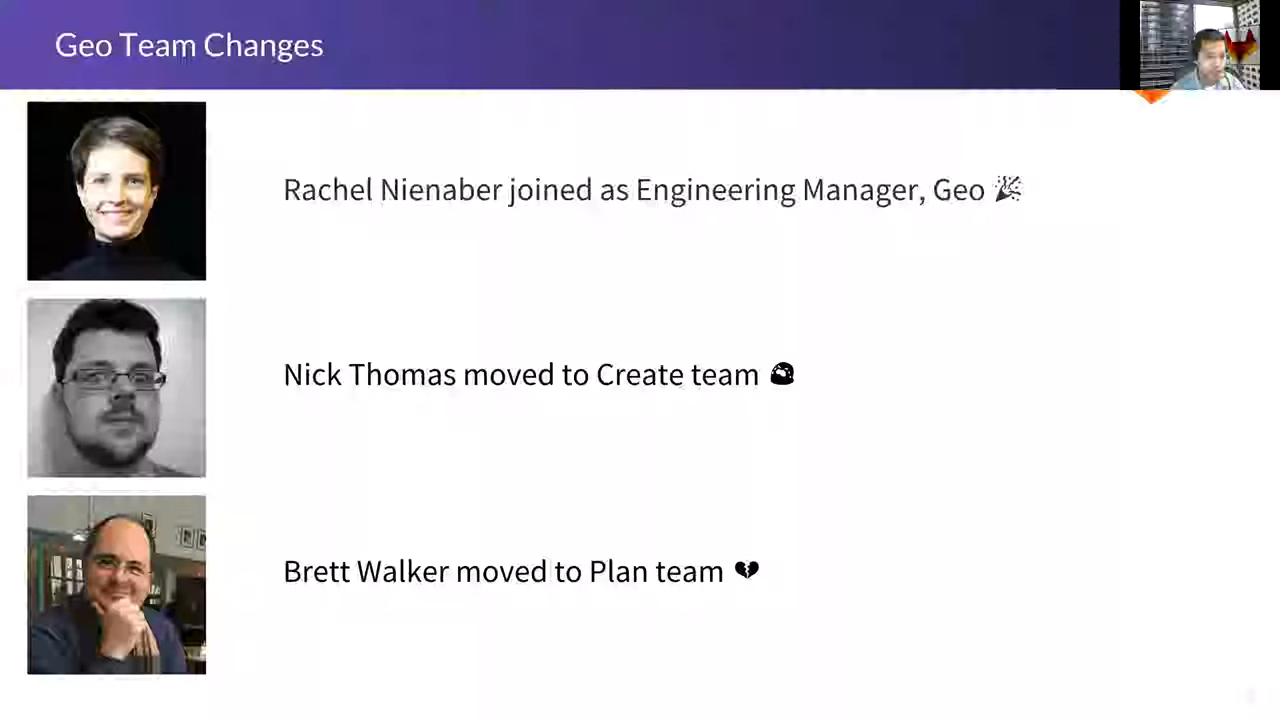 Geo Team Changes
Rachel Nienaber joined as Engineering Manager, Geo 🎉
Nick Thomas moved to Create team
Brett Walker moved to Plan team 💔